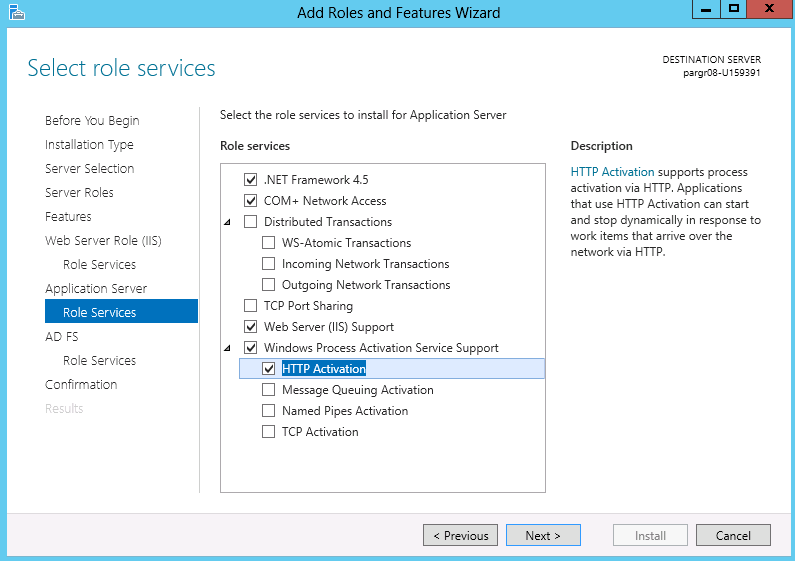 Add Roles and Features Wizard
Select role services
DESTINATION SERVER
pargr08-U159391
Before You Begin
Installation Type
Server Selection
Server Roles
Features
Web Server Role (IIS)
Role Services
Application Server
Role Services
AD FS
Role Services
Confirmation
Results
Select the role services to install for Application Server
Role services
.NET Framework 4.5
COM+ Network Access
Distributed Transactions
WS-Atomic Transactions
Incoming Network Transactions
Outgoing Network Transactions
TCP Port Sharing
Web Server (IIS) Support
Windows Process Activation Service Support
HTTP Activation
Message Queuing Activation
Named Pipes Activation
TCP Activation
Description
HTTP Activation supports process
activation via HTTP. Applications
that use HTTP Activation can start
and stop dynamically in response to
work items that arrive over the
network via HTTP.
< Previous
Next >
Install
Cancel